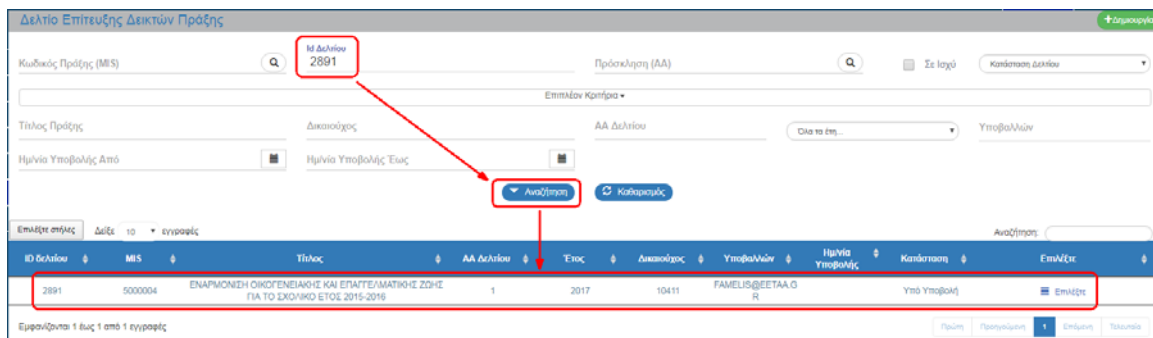 Δελτίο Επίτευξης Δεικτών Πράξης
+Δημιουργία
Κωδικός Πράξης (MIS)
Id Δελτίου
2891
Πρόσκληση (ΑΑ)
Σε Ισχύ
Κατάσταση Δελτίου
Επιπλέον Κριτήρια
Τίτλος Πράξης
Δικαιούχος
ΑΑ Δελτίου
Όλα τα έτη...
Υποβαλλών
Ημ/νία Υποβολής Από
Ημ/νία Υποβολής Έως
Αναζήτηση
Καθαρισμός
Επιλέξτε στήλες
Δείξε 10 εγγραφές
Αναζήτηση:
ID δελτίου MIS Τίτλος ΑΑ Δελτίου Έτος Δικαιούχος Υποβαλλών Ημ/νία Υποβολής Κατάσταση Επιλέξτε
2891 5000004 ΕΝΑΡΜΟΝΙΣΗ ΟΙΚΟΓΕΝΕΙΑΚΗΣ ΚΑΙ ΕΠΑΓΓΕΛΜΑΤΙΚΗΣ ΖΩΗΣ ΓΙΑ ΤΟ ΣΧΟΛΙΚΟ ΕΤΟΣ 2015-2016 1 2017 10411 FAMELIS@EETAA.GR Υπό Υποβολή Επιλέξτε
Εμφανίζονται 1 έως 1 από 1 εγγραφές
Πρώτη Προηγούμενη 1 Επόμενη Τελευταία